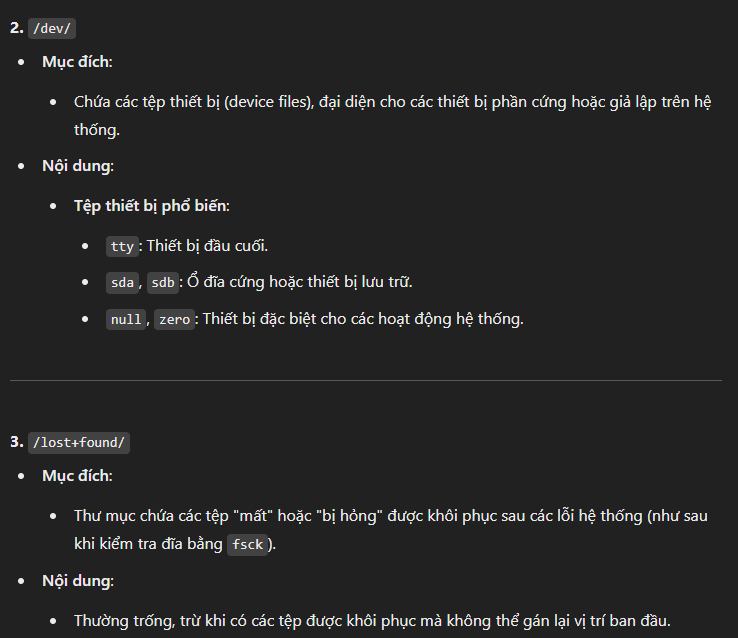 2. /dev/
Mục đích:
Chứa các tệp thiết bị (device files), đại diện cho các thiết bị phần cứng hoặc giả lập trên hệ
thống.
Nội dung:
Tệp thiết bị phổ biến:
tty: Thiết bị đầu cuối.
sda, sdb: Ổ đĩa cứng hoặc thiết bị lưu trữ.
null, zero: Thiết bị đặc biệt cho các hoạt động hệ thống.
3. /lost+found/
Mục đích:
Thư mục chứa các tệp "mất" hoặc "bị hỏng" được khôi phục sau các lỗi hệ thống (như sau
khi kiểm tra đĩa bằng fsck).
Nội dung:
Thường trống, trừ khi có các tệp được khôi phục mà không thể gán lại vị trí ban đầu.